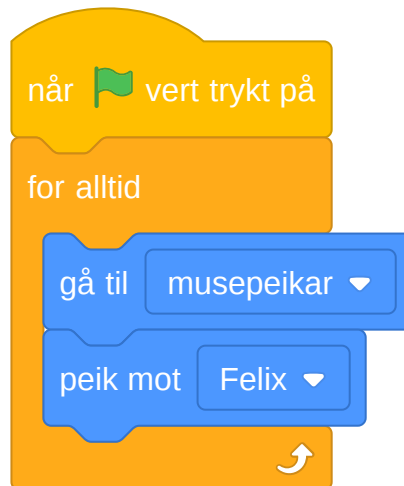 når vert trykt på
for alltid
gå til musepeikar
peik mot Felix